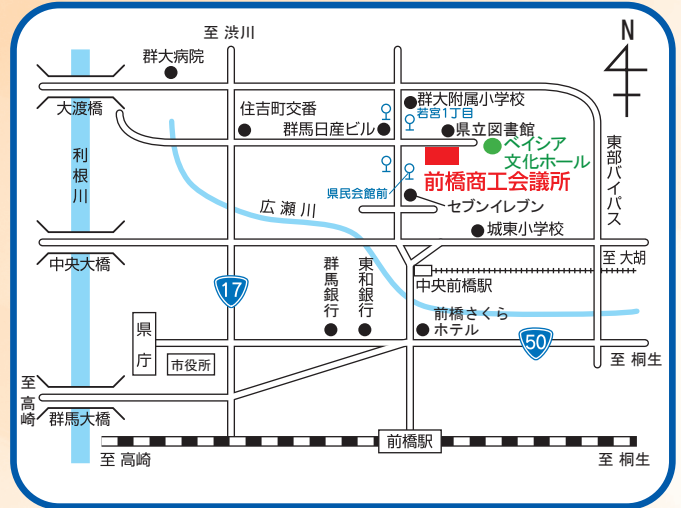 至 渋川
N
群大病院
大渡橋
住吉町交番
群馬日産ビル
群大附属小学校
若宮1丁目
県立図書館
ベイシア
文化ホール
前橋商工会議所
県民会館前
セブンイレブン
東部バイパス
利根川
広瀬川
城東小学校
至 大胡
中央大橋
中央前橋駅
17
群馬銀行
東和銀行
前橋さくら
ホテル
50
県庁
市役所
至 桐生
至 高崎
群馬大橋
前橋駅
至 高崎
至 桐生